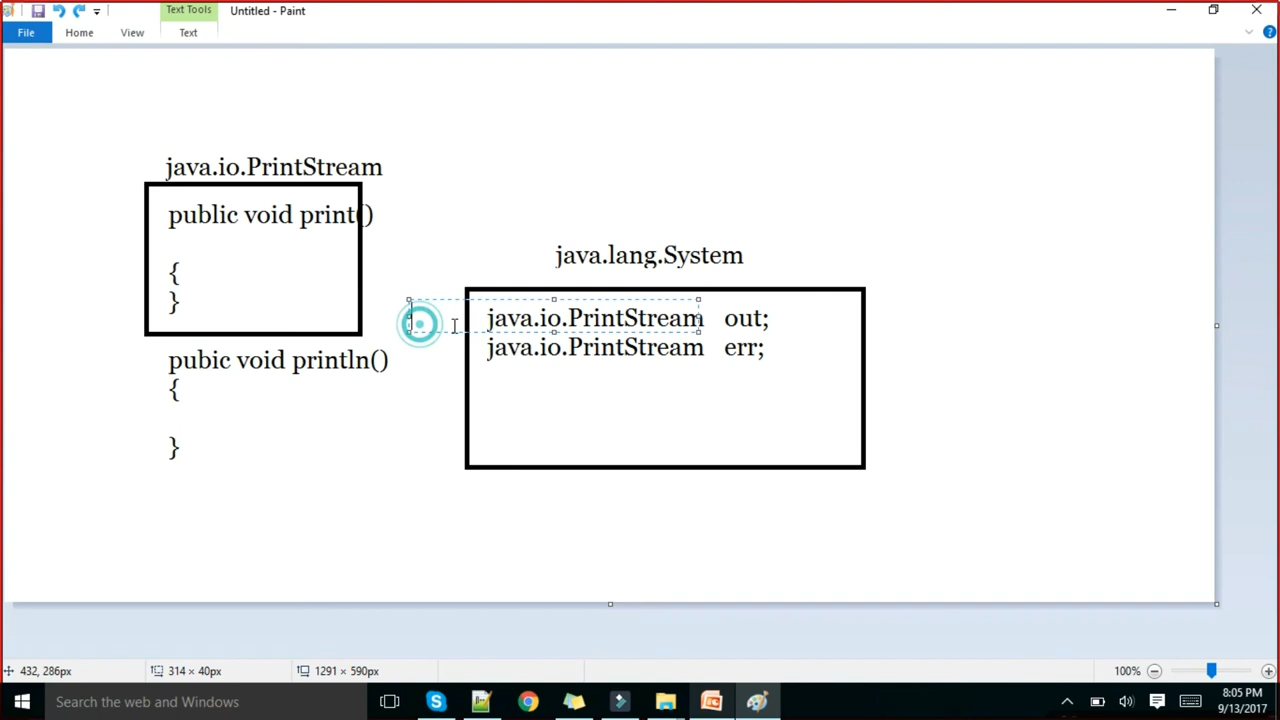 Text Tools
Untitled - Paint
File
Home
View
Text
java.io.PrintStream
public void print()
{
}
pubic void println()
{
}
java.lang.System
java.io.PrintStream out;
java.io.PrintStream err;
432, 286px
314 × 40px
1291 × 590px
100%
Search the web and Windows
8:05 PM
9/13/2017